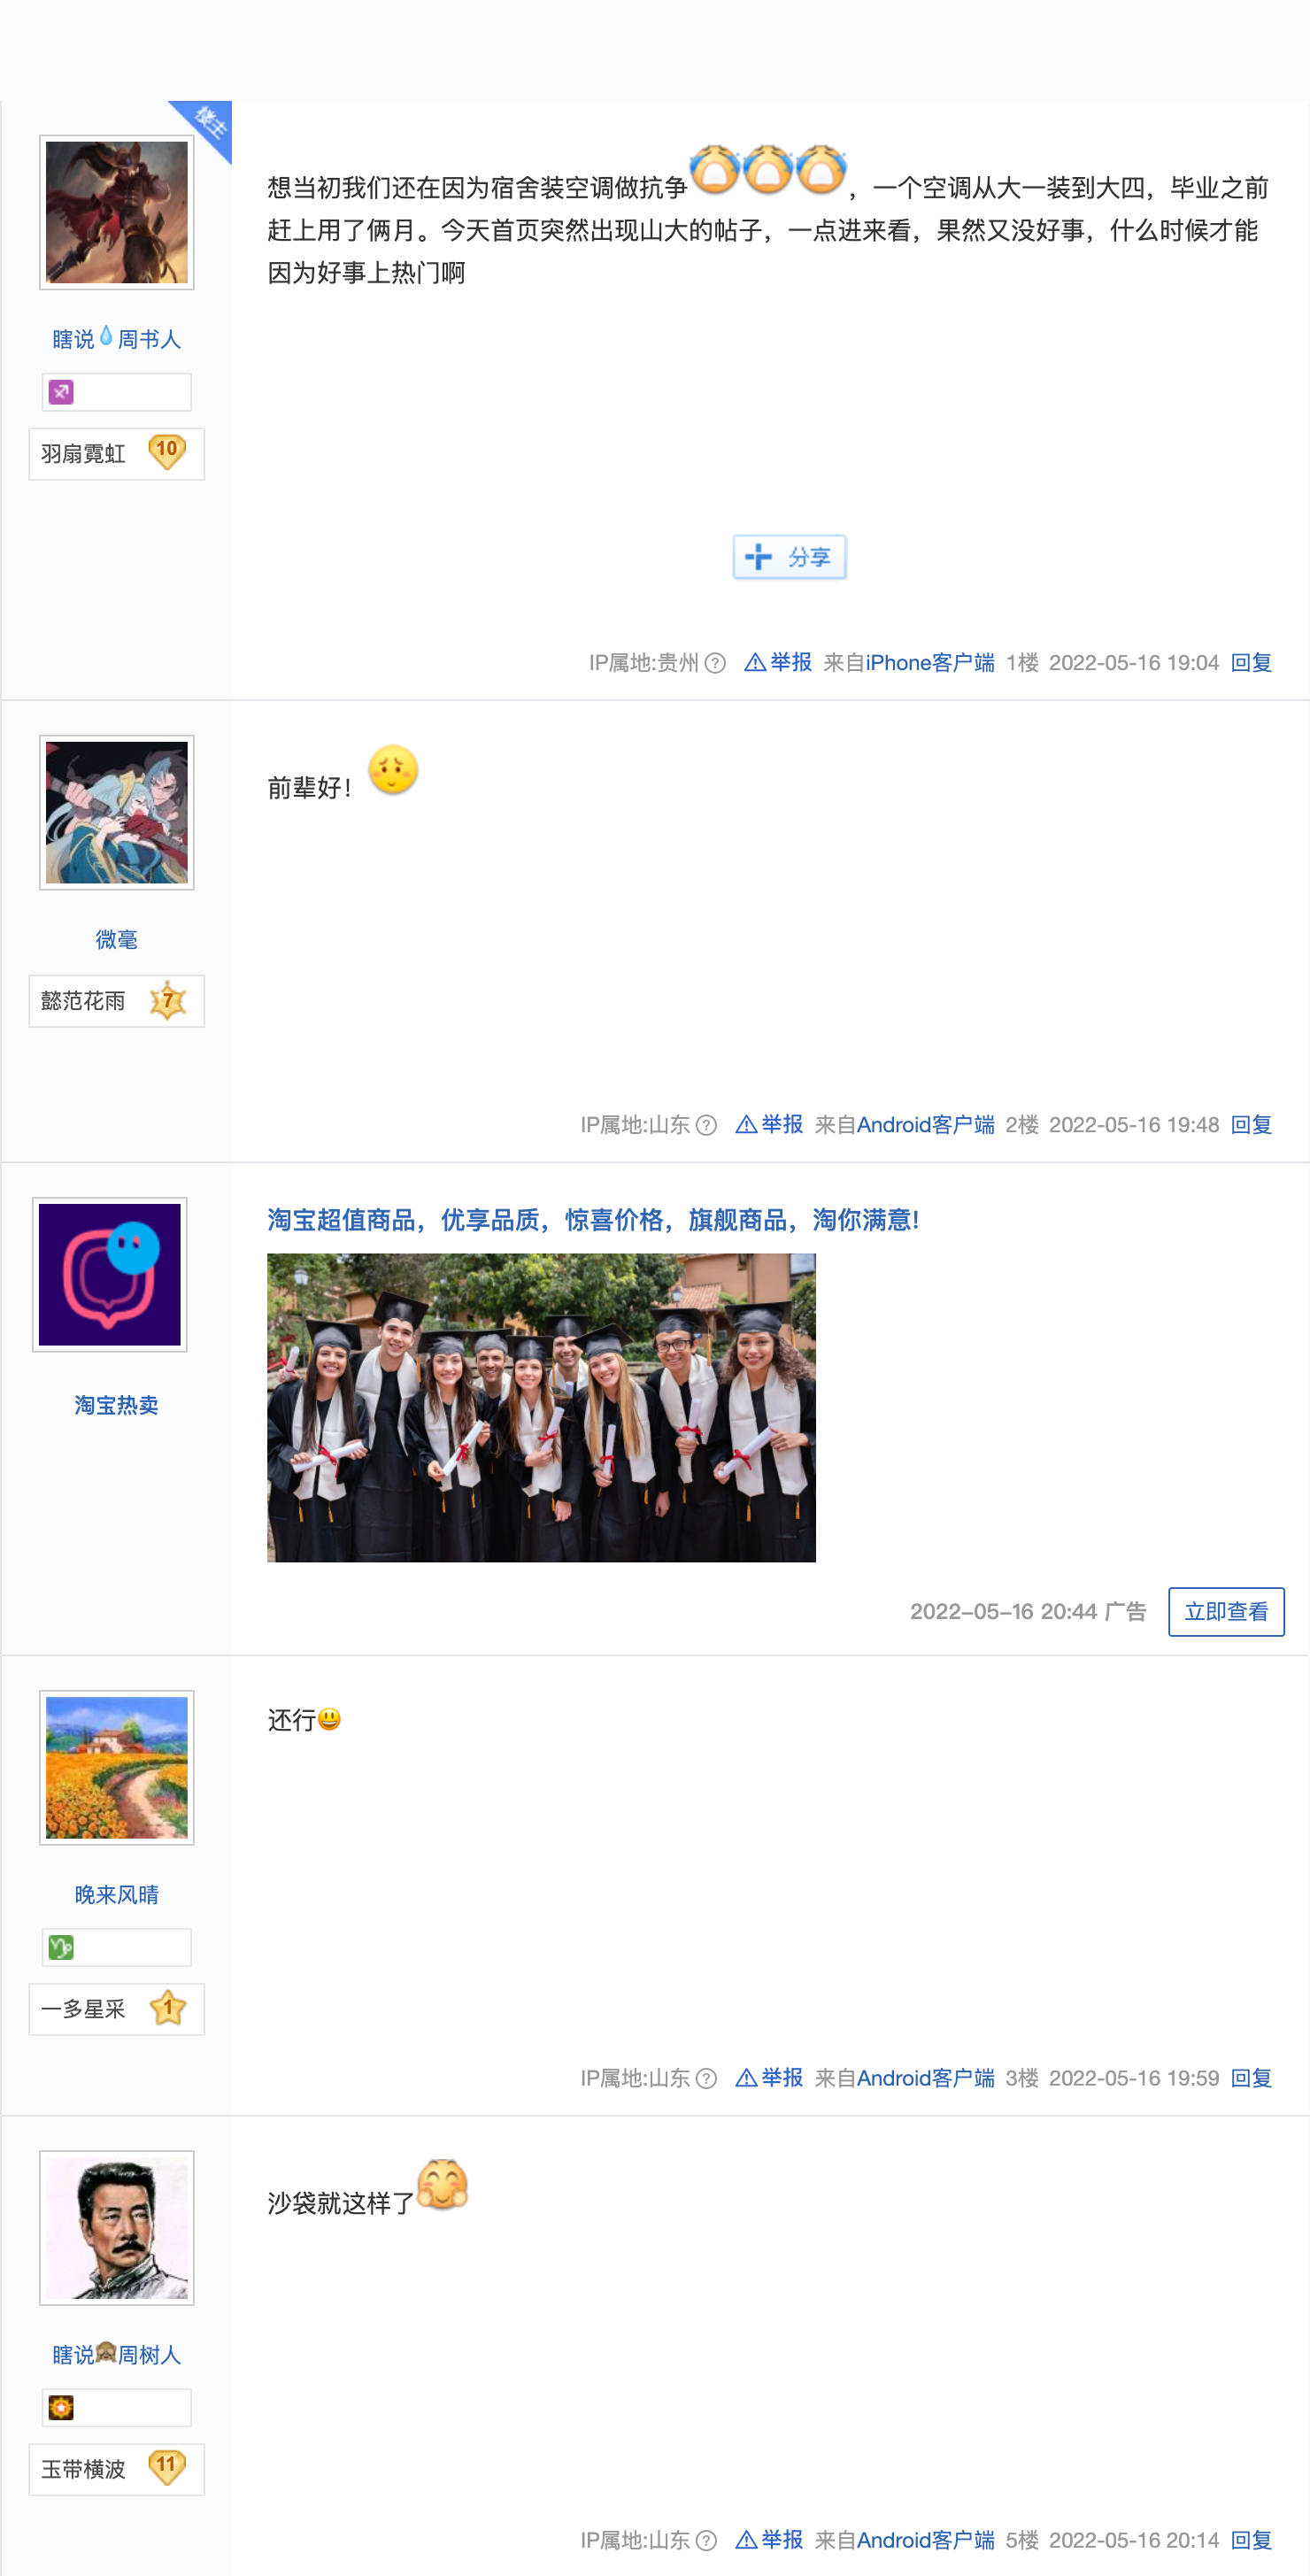 楼主
想当初我们还在因为宿舍装空调做抗争，一个空调从大一装到大四，毕业之前
赶上用了俩月。今天首页突然出现山大的帖子，一点进来看，果然又没好事，什么时候才能
因为好事上热门啊
瞎说💧周书人
羽扇霓虹 10
分享
IP属地:贵州 举报 来自iPhone客户端 1楼 2022-05-16 19:04 回复
前辈好！
微毫
懿范花雨 7
IP属地:山东 举报 来自Android客户端 2楼 2022-05-16 19:48 回复
淘宝超值商品，优享品质，惊喜价格，旗舰商品，淘你满意!
淘宝热卖
2022-05-16 20:44 广告 立即查看
还行😃
晚来风晴
一多星采 1
IP属地:山东 举报 来自Android客户端 3楼 2022-05-16 19:59 回复
沙袋就这样了
瞎说🙈周树人
玉带横波 11
IP属地:山东 举报 来自Android客户端 5楼 2022-05-16 20:14 回复